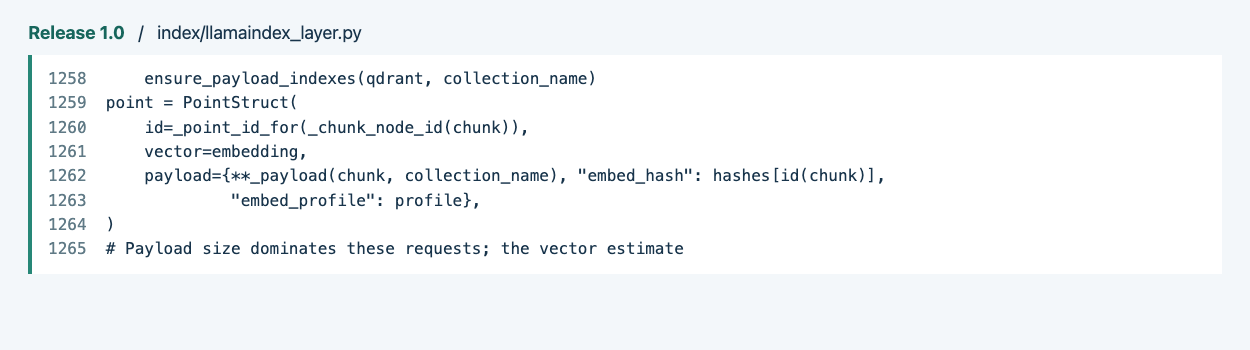 Release 1.0 / index/llamaindex_layer.py
1258     ensure_payload_indexes(qdrant, collection_name)
1259 point = PointStruct(
1260     id=_point_id_for(_chunk_node_id(chunk)),
1261     vector=embedding,
1262     payload={**_payload(chunk, collection_name), "embed_hash": hashes[id(chunk)],
1263              "embed_profile": profile},
1264 )
1265 # Payload size dominates these requests; the vector estimate